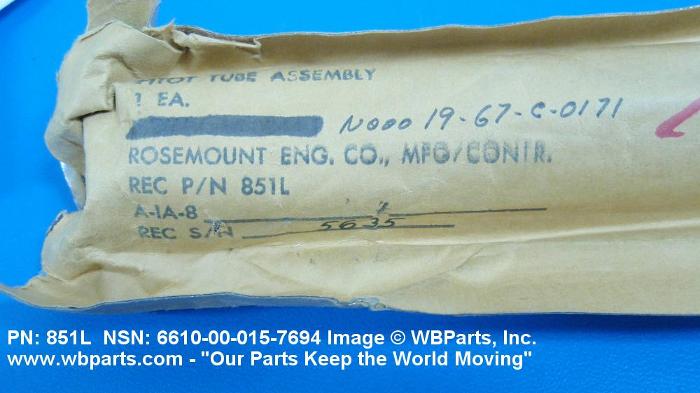 PITOT TUBE ASSEMBLY
1 EA.
N000 19-67-C-0171
ROSEMOUNT ENG. CO., MFG/CONTR.
REC P/N 851L
A-1A-8
REC S/N 5635
PN: 851L NSN: 6610-00-015-7694 Image © WBParts, Inc.
www.wbparts.com - "Our Parts Keep the World Moving"